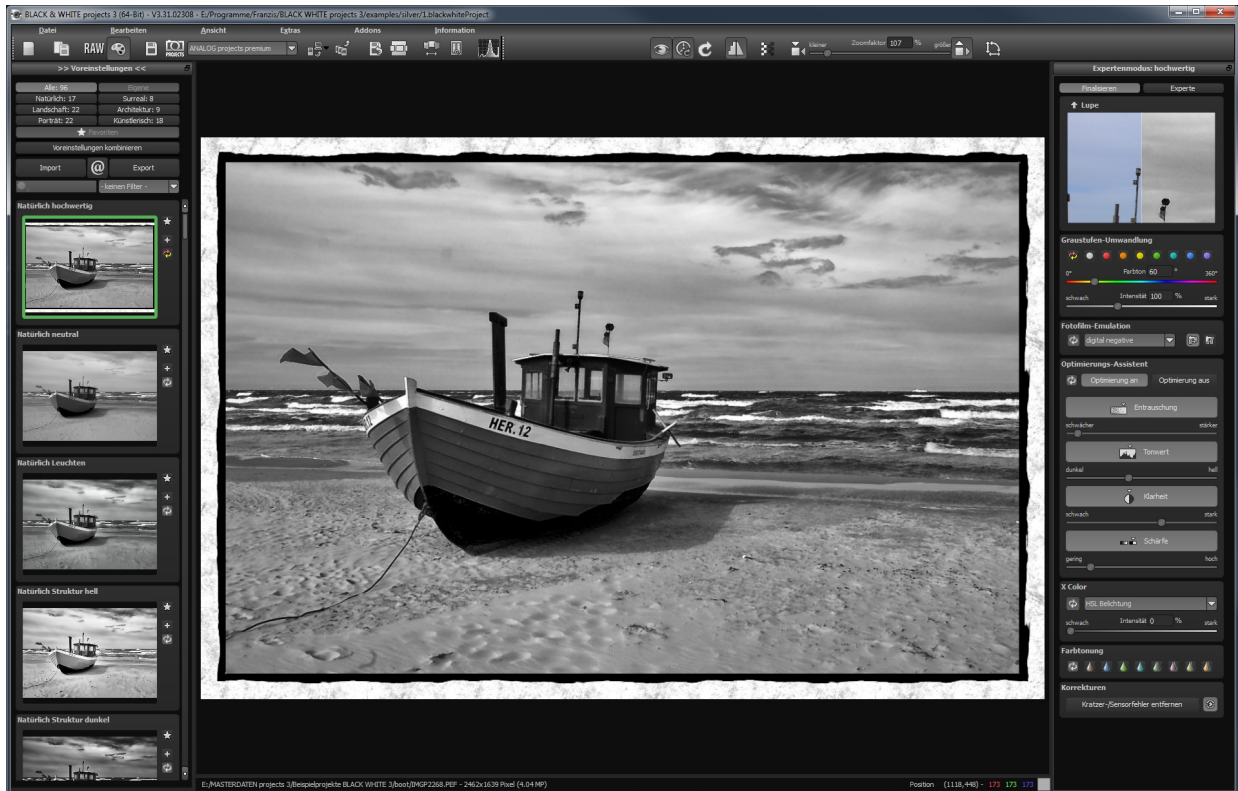 BLACK & WHITE projects 3 (64-Bit) - V3.31.02308 - E:/Programme/Franzis/BLACK WHITE projects 3/examples/silver/1.blackwhiteProject
Datei Bearbeiten Ansicht Extras Addons Information
RAW PROJECTS ANALOG projects premium kleiner Zoomfaktor 107 % größer
>> Voreinstellungen <<
Alle: 96 Eigene
Natürlich: 17 Surreal: 8
Landschaft: 22 Architektur: 9
Porträt: 22 Künstlerisch: 18
Favoriten
Voreinstellungen kombinieren
Import @ Export
- keinen Filter -
Natürlich hochwertig
Natürlich neutral
Natürlich Leuchten
Natürlich Struktur hell
Natürlich Struktur dunkel
HER.12
E:/MASTERDATEN projects 3/Beispielprojekte BLACK WHITE 3/boot/IMGP2268.PEF - 2462x1639 Pixel (4.04 MP)
Position (1118,448) - 173 173 173
Expertenmodus: hochwertig
Finalisieren Experte
Lupe
Graustufen-Umwandlung
0° Farbton 60 ° 360°
schwach Intensität 100 % stark
Fotofilm-Emulation
digital negative
Optimierungs-Assistent
Optimierung an Optimierung aus
Entrauschung
schwächer stärker
Tonwert
dunkel hell
Klarheit
schwach stark
Schärfe
gering hoch
X Color
HSL Belichtung
schwach Intensität 0 % stark
Farbtonung
Korrekturen
Kratzer-/Sensorfehler entfernen